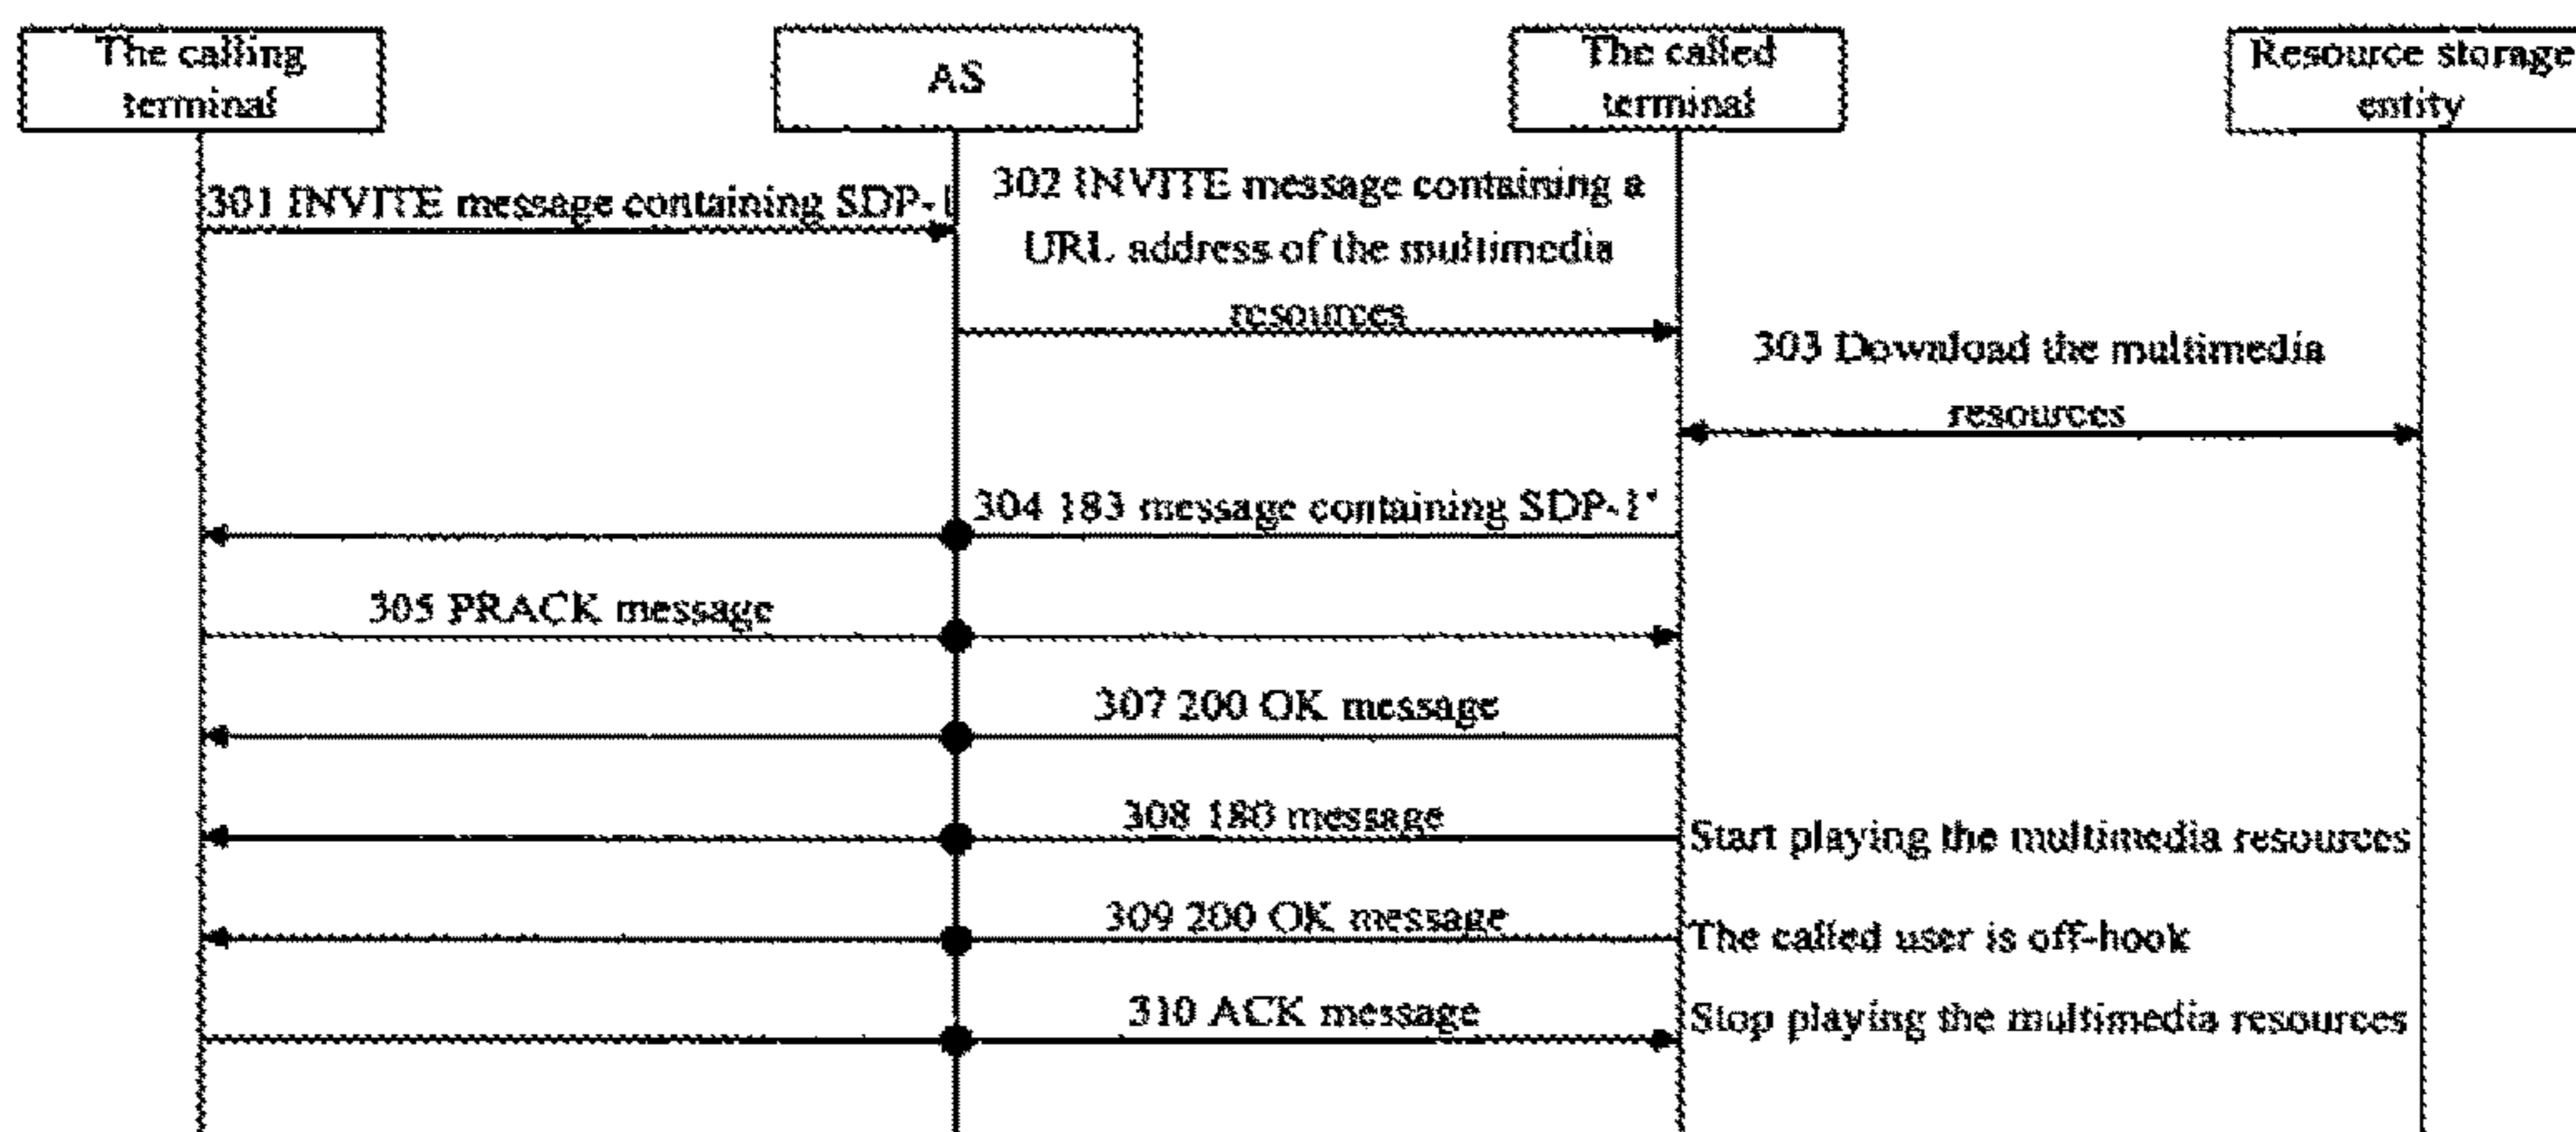 The calling
terminal
AS
The called
terminal
Resource storage
entity
301 INVITE message containing SDP-1
302 INVITE message containing a
URL address of the multimedia
resources
303 Download the multimedia
resources
304 183 message containing SDP-1'
305 PRACK message
307 200 OK message
308 180 message
Start playing the multimedia resources
309 200 OK message
The called user is off-hook
310 ACK message
Stop playing the multimedia resources